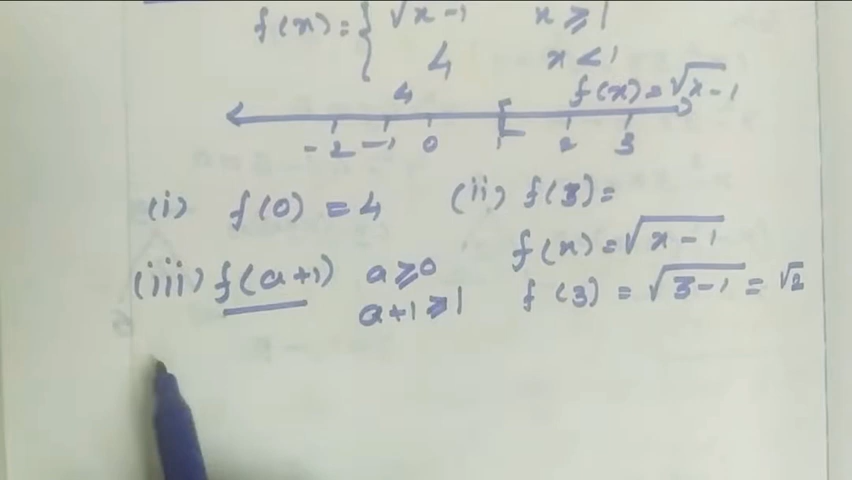 f(x) = { √x-1 x ≥ 1
4 x < 1
4 f(x) = √x-1
-2 -1 0 1 2 3
(i) f(0) = 4 (ii) f(3) =
f(x) = √x-1
(iii) f(a+1) a ≥ 0
a+1 ≥ 1 f(3) = √3-1 = √2